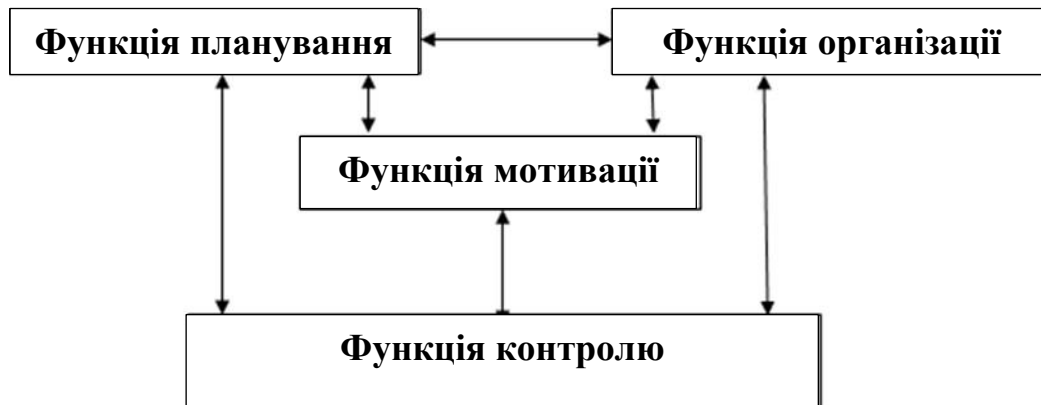 Функція планування
Функція організації
Функція мотивації
Функція контролю